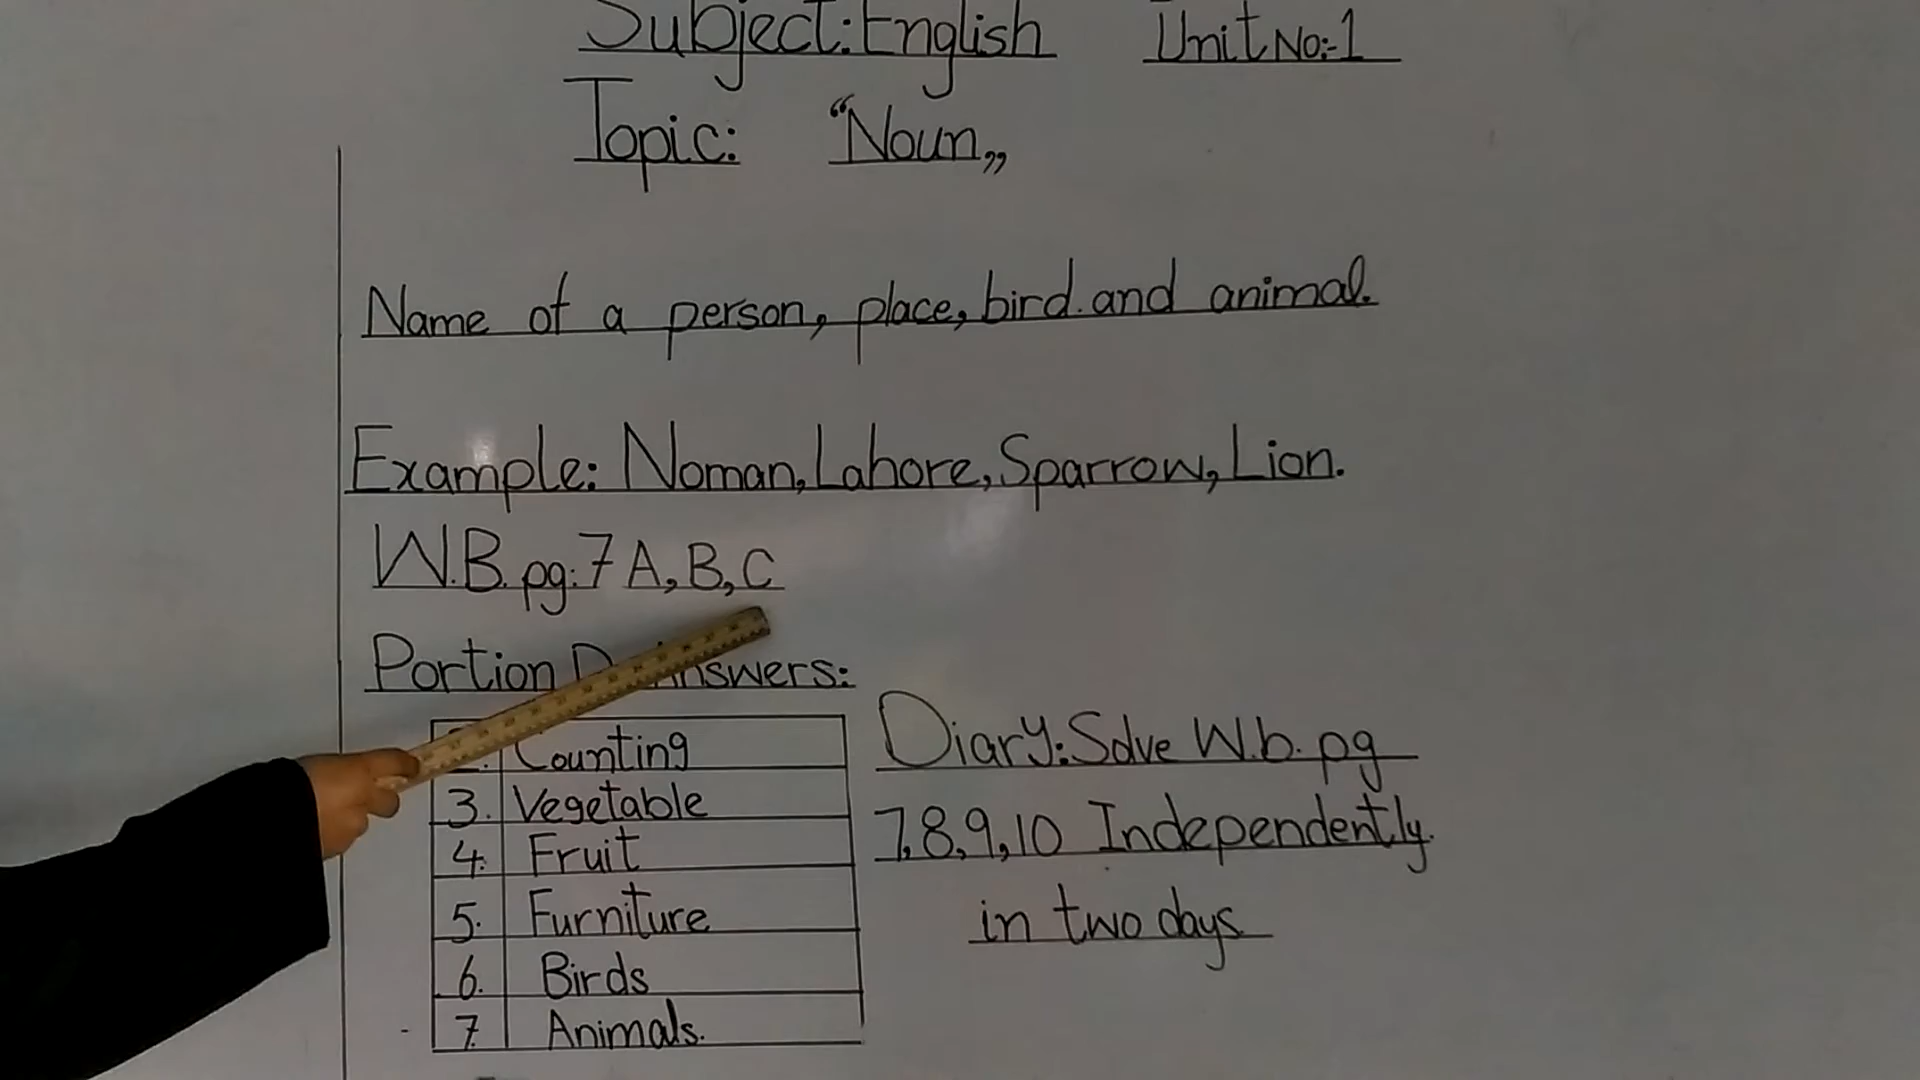 Subject: English Unit No:-1
Topic: "Noun„
Name of a person, place, bird. and animal.
Example: Noman, Lahore, Sparrow, Lion.
W.B. pg: 7 A, B, C
Portion D
Counting
3. Vegetable
4. Fruit
5. Furniture
6. Birds
7. Animals.
Diary: Solve W.b. pg
7,8,9,10 Independently.
in two days